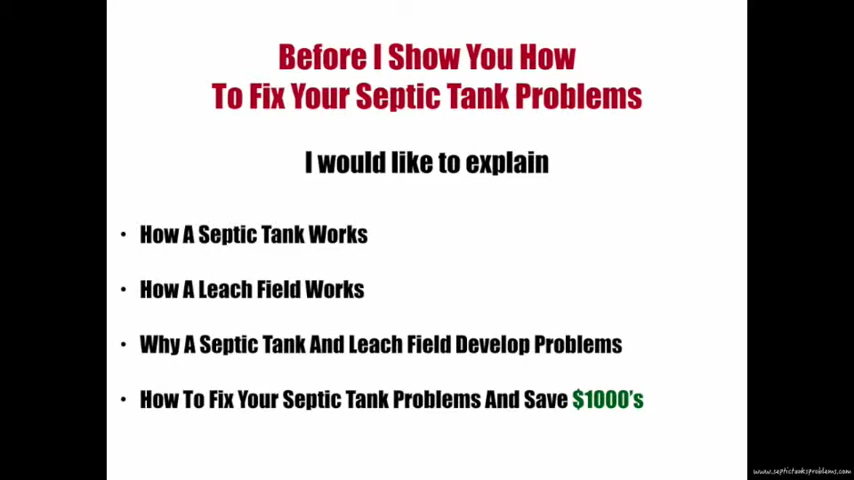 Before I Show You How
To Fix Your Septic Tank Problems
I would like to explain
• How A Septic Tank Works
• How A Leach Field Works
• Why A Septic Tank And Leach Field Develop Problems
• How To Fix Your Septic Tank Problems And Save $1000's
www.septictanksproblems.com